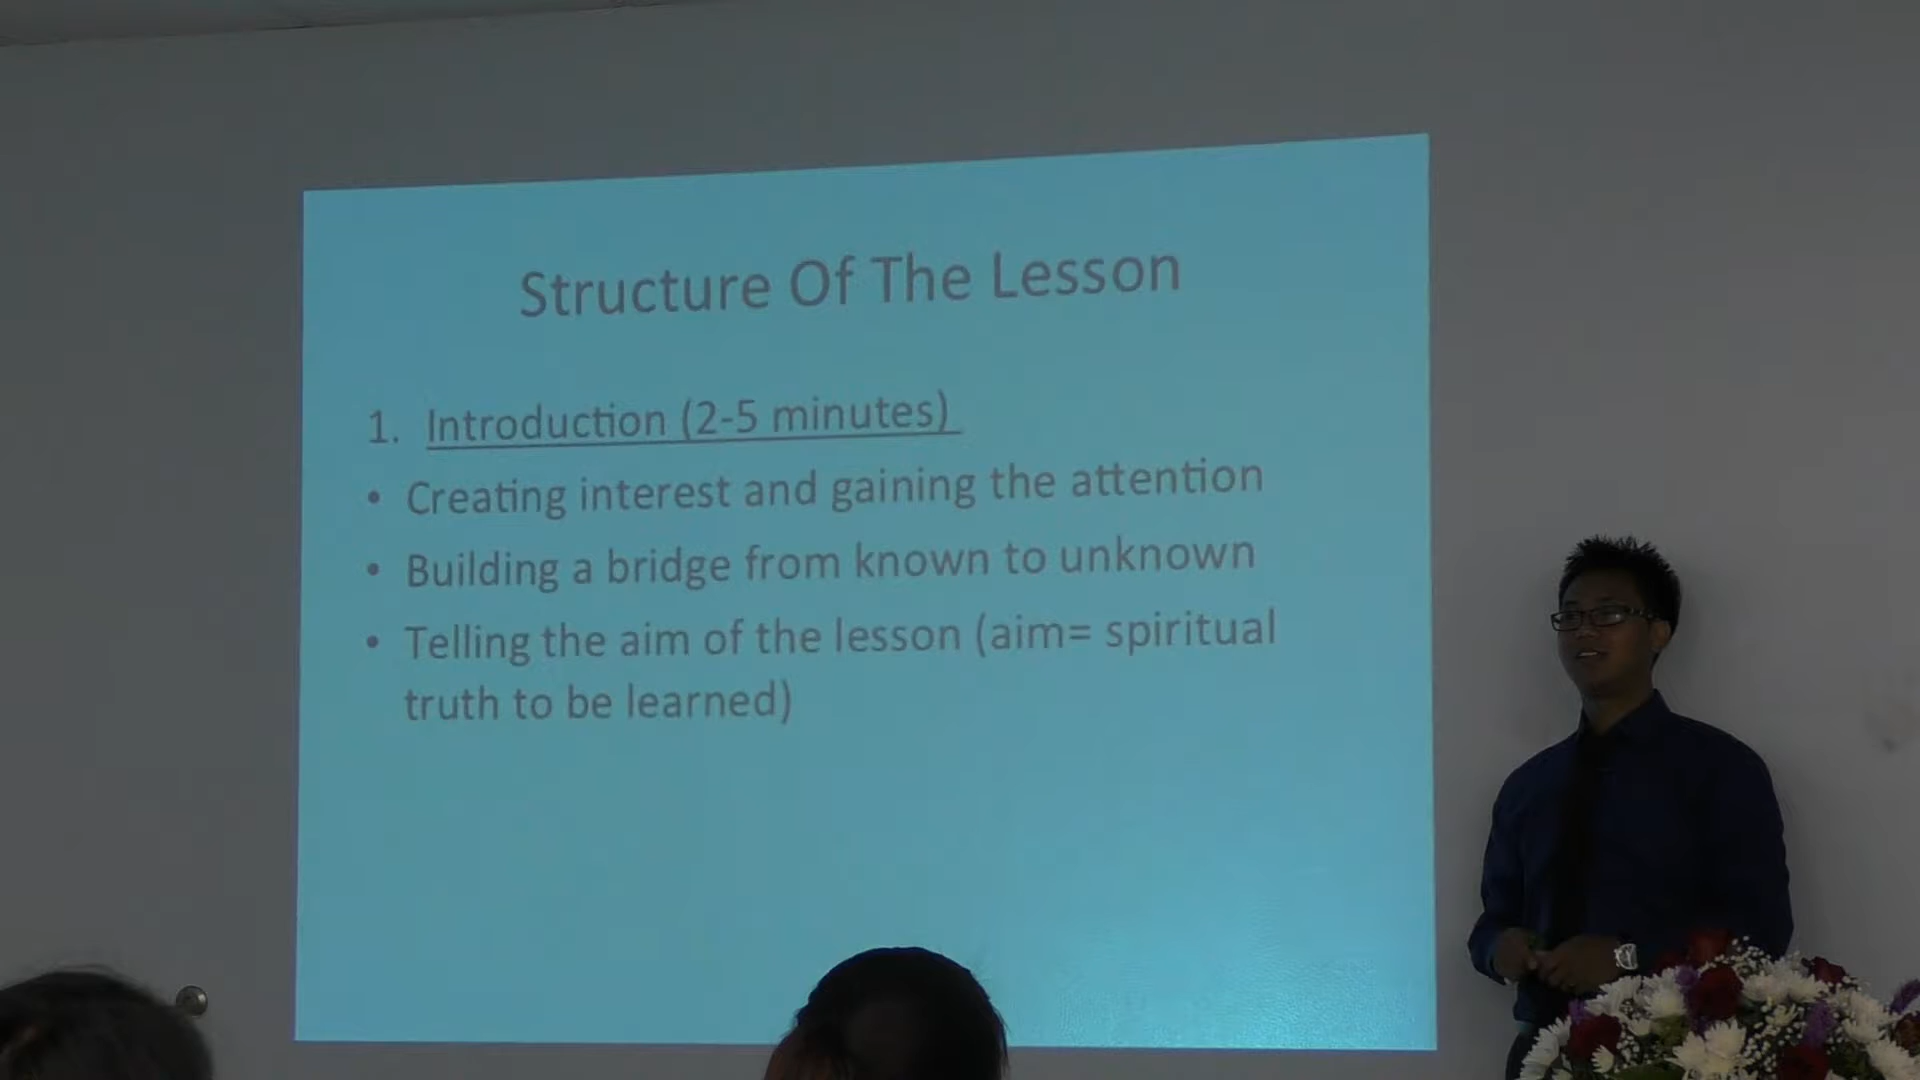 Structure Of The Lesson
1. Introduction (2-5 minutes)
• Creating interest and gaining the attention
• Building a bridge from known to unknown
• Telling the aim of the lesson (aim= spiritual
truth to be learned)